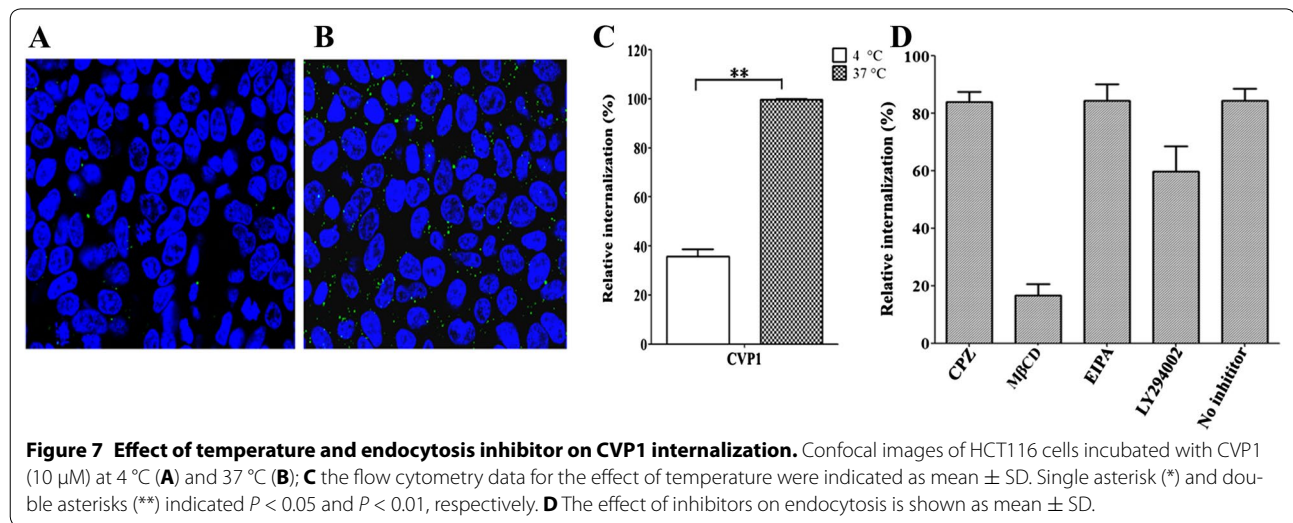 A
B
C
D
120
100
80
60
40
20
0
Relative internalization (%)
**
4 °C
37 °C
CVP1
100
80
60
40
20
0
Relative internalization (%)
CPZ
MβCD
EIPA
LY294002
No inhititor
Figure 7 Effect of temperature and endocytosis inhibitor on CVP1 internalization. Confocal images of HCT116 cells incubated with CVP1
(10 μM) at 4 °C (A) and 37 °C (B); C the flow cytometry data for the effect of temperature were indicated as mean ± SD. Single asterisk (*) and dou-
ble asterisks (**) indicated P < 0.05 and P < 0.01, respectively. D The effect of inhibitors on endocytosis is shown as mean ± SD.